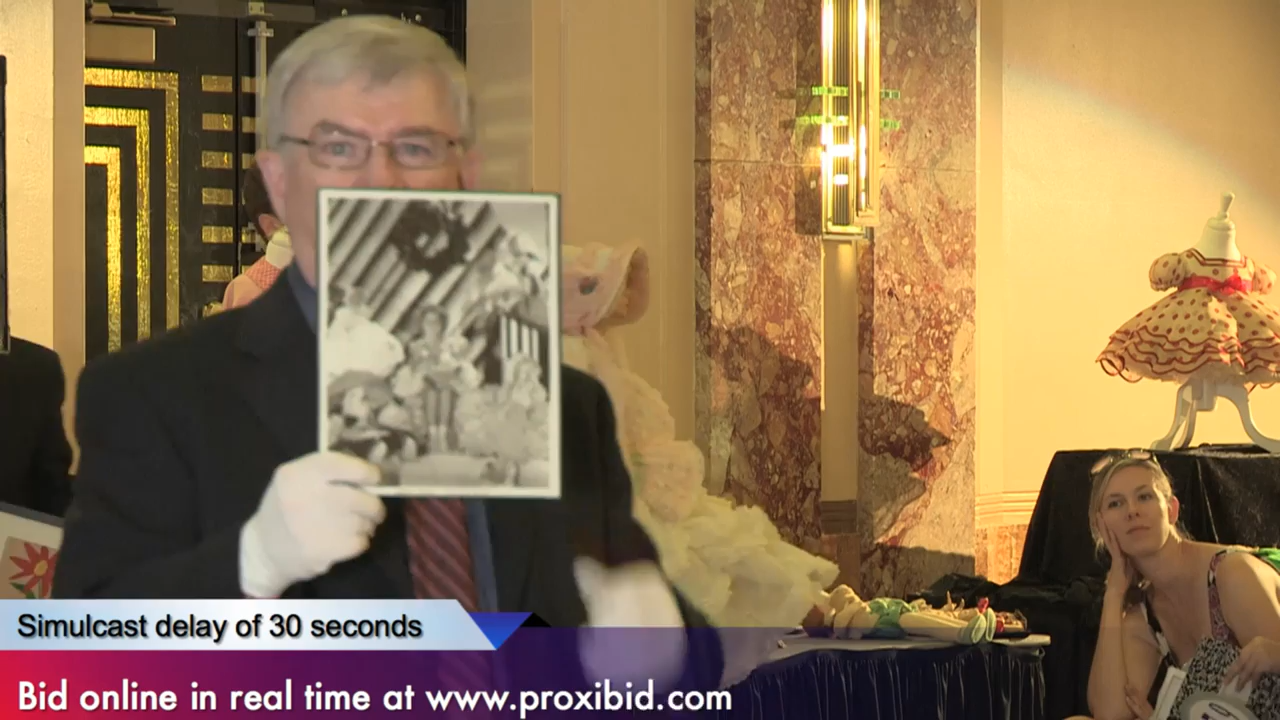 Simulcast delay of 30 seconds
Bid online in real time at www.proxibid.com